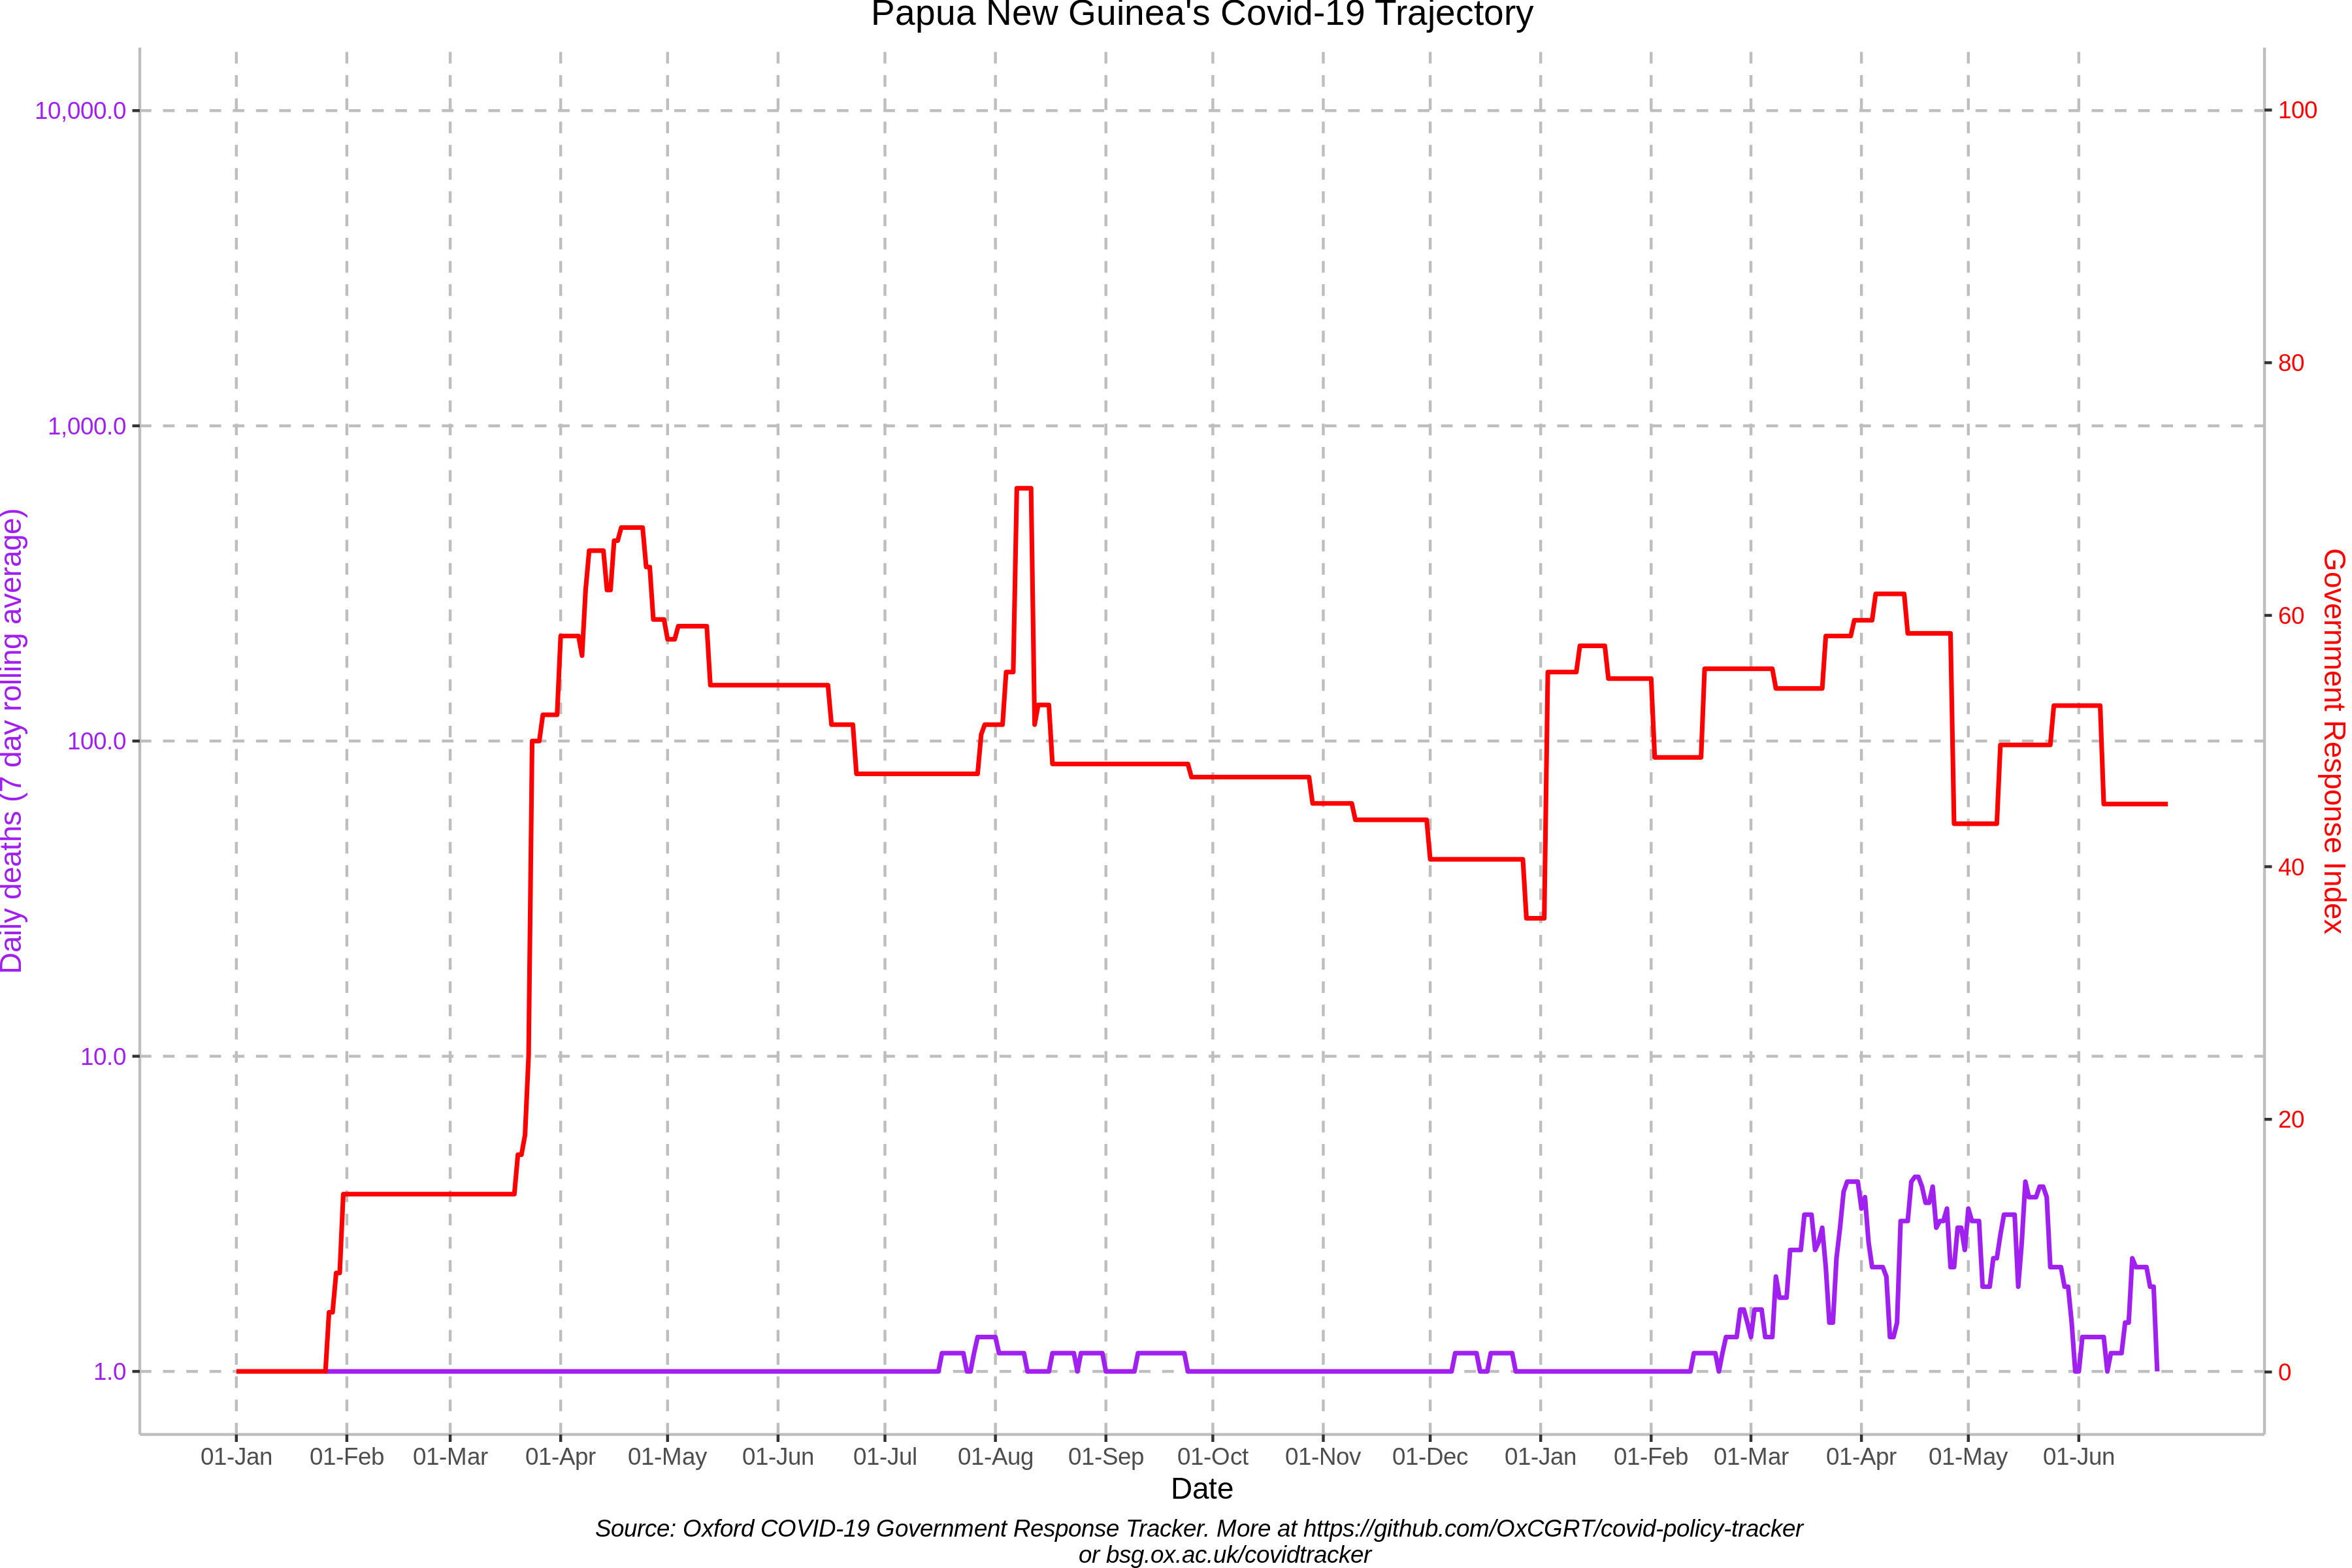 Papua New Guinea's Covid-19 Trajectory
10,000.0
1,000.0
100.0
10.0
1.0
Daily deaths (7 day rolling average)
100
80
60
40
20
0
Government Response Index
01-Jan 01-Feb 01-Mar 01-Apr 01-May 01-Jun 01-Jul 01-Aug 01-Sep 01-Oct 01-Nov 01-Dec 01-Jan 01-Feb 01-Mar 01-Apr 01-May 01-Jun
Date
Source: Oxford COVID-19 Government Response Tracker. More at https://github.com/OxCGRT/covid-policy-tracker
or bsg.ox.ac.uk/covidtracker